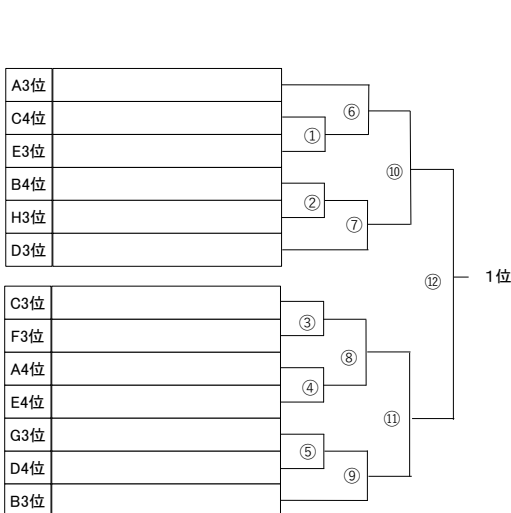 A3位
⑥
C4位
①
E3位
⑩
B4位
②
H3位
⑦
D3位
⑫
1位
C3位
③
F3位
⑧
A4位
④
E4位
⑪
G3位
⑤
D4位
⑨
B3位